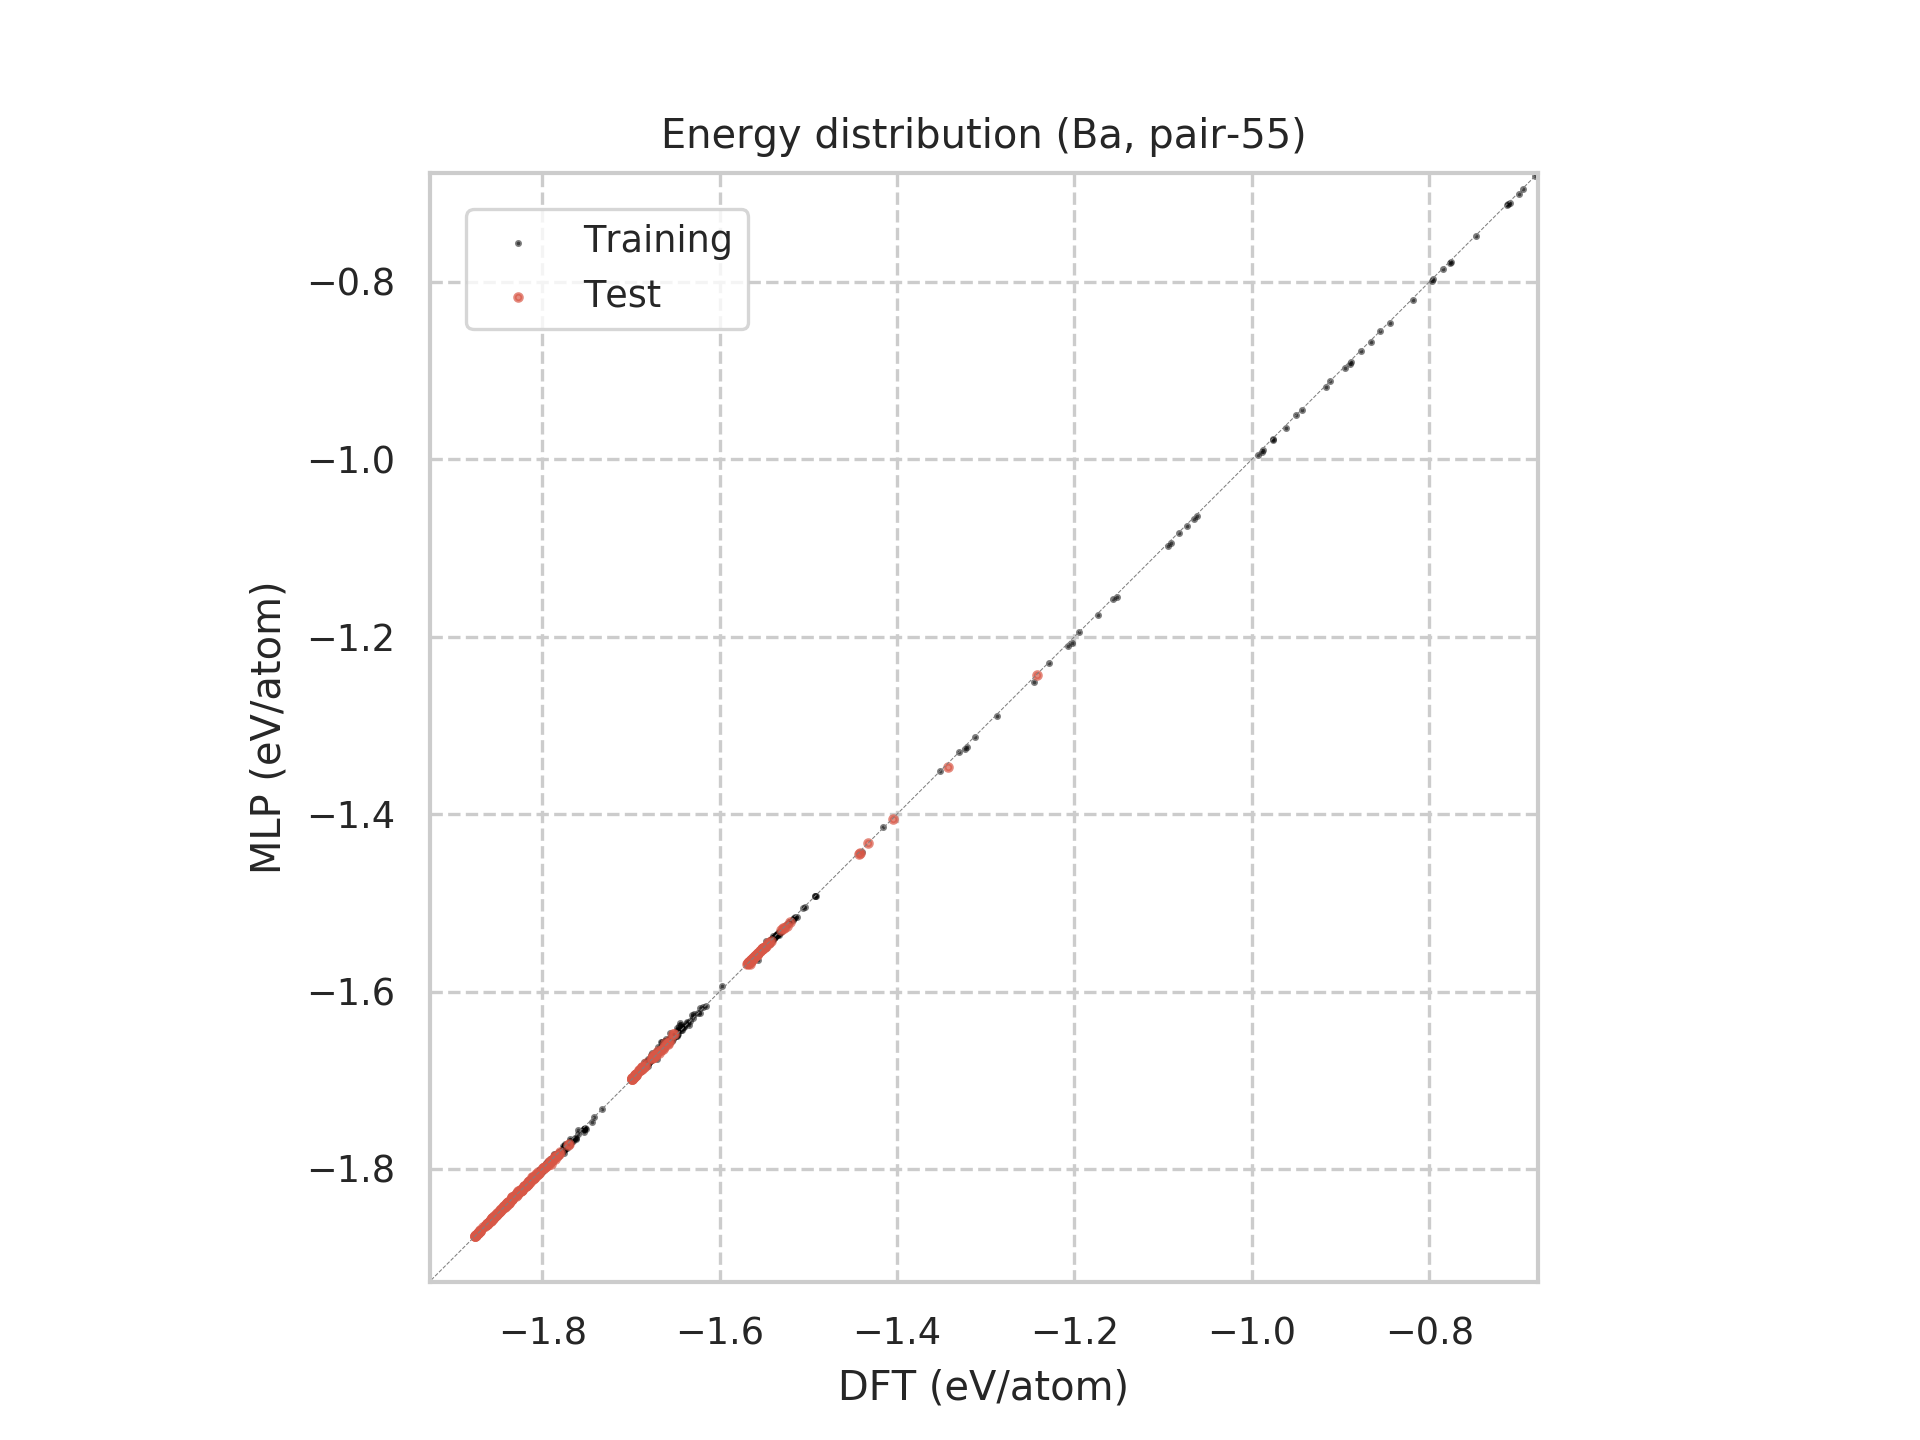 Energy distribution (Ba, pair-55)
Training
Test
−0.8
−1.0
−1.2
−1.4
−1.6
−1.8
MLP (eV/atom)
−1.8 −1.6 −1.4 −1.2 −1.0 −0.8
DFT (eV/atom)